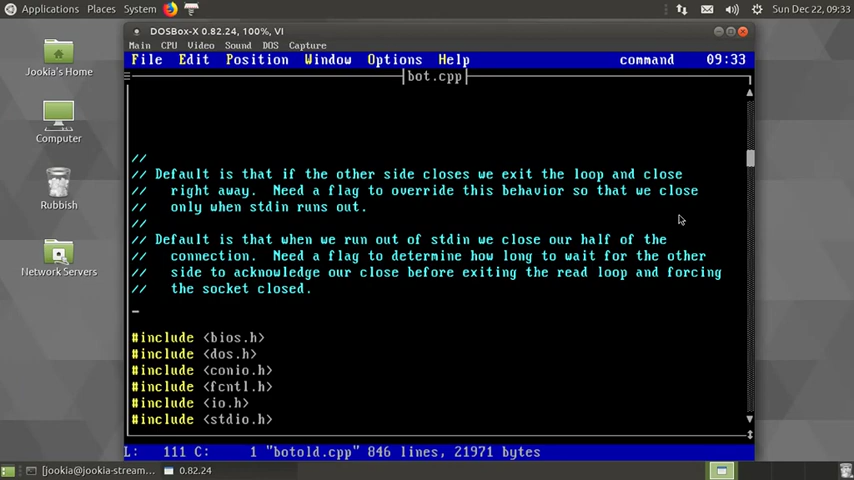 Applications Places System Sun Dec 22, 09:33
DOSBox-X 0.82.24, 100%, VI
Main CPU Video Sound DOS Capture
File Edit Position Window Options Help command 09:33
bot.cpp
//
// Default is that if the other side closes we exit the loop and close
// right away. Need a flag to override this behavior so that we close
// only when stdin runs out.
//
// Default is that when we run out of stdin we close our half of the
// connection. Need a flag to determine how long to wait for the other
// side to acknowledge our close before exiting the read loop and forcing
// the socket closed.
#include <bios.h>
#include <dos.h>
#include <conio.h>
#include <fcntl.h>
#include <io.h>
#include <stdio.h>
L: 111 C: 1 "botold.cpp" 846 lines, 21971 bytes
Jookia's Home
Computer
Rubbish
Network Servers
[jookia@jookia-stream... 0.82.24